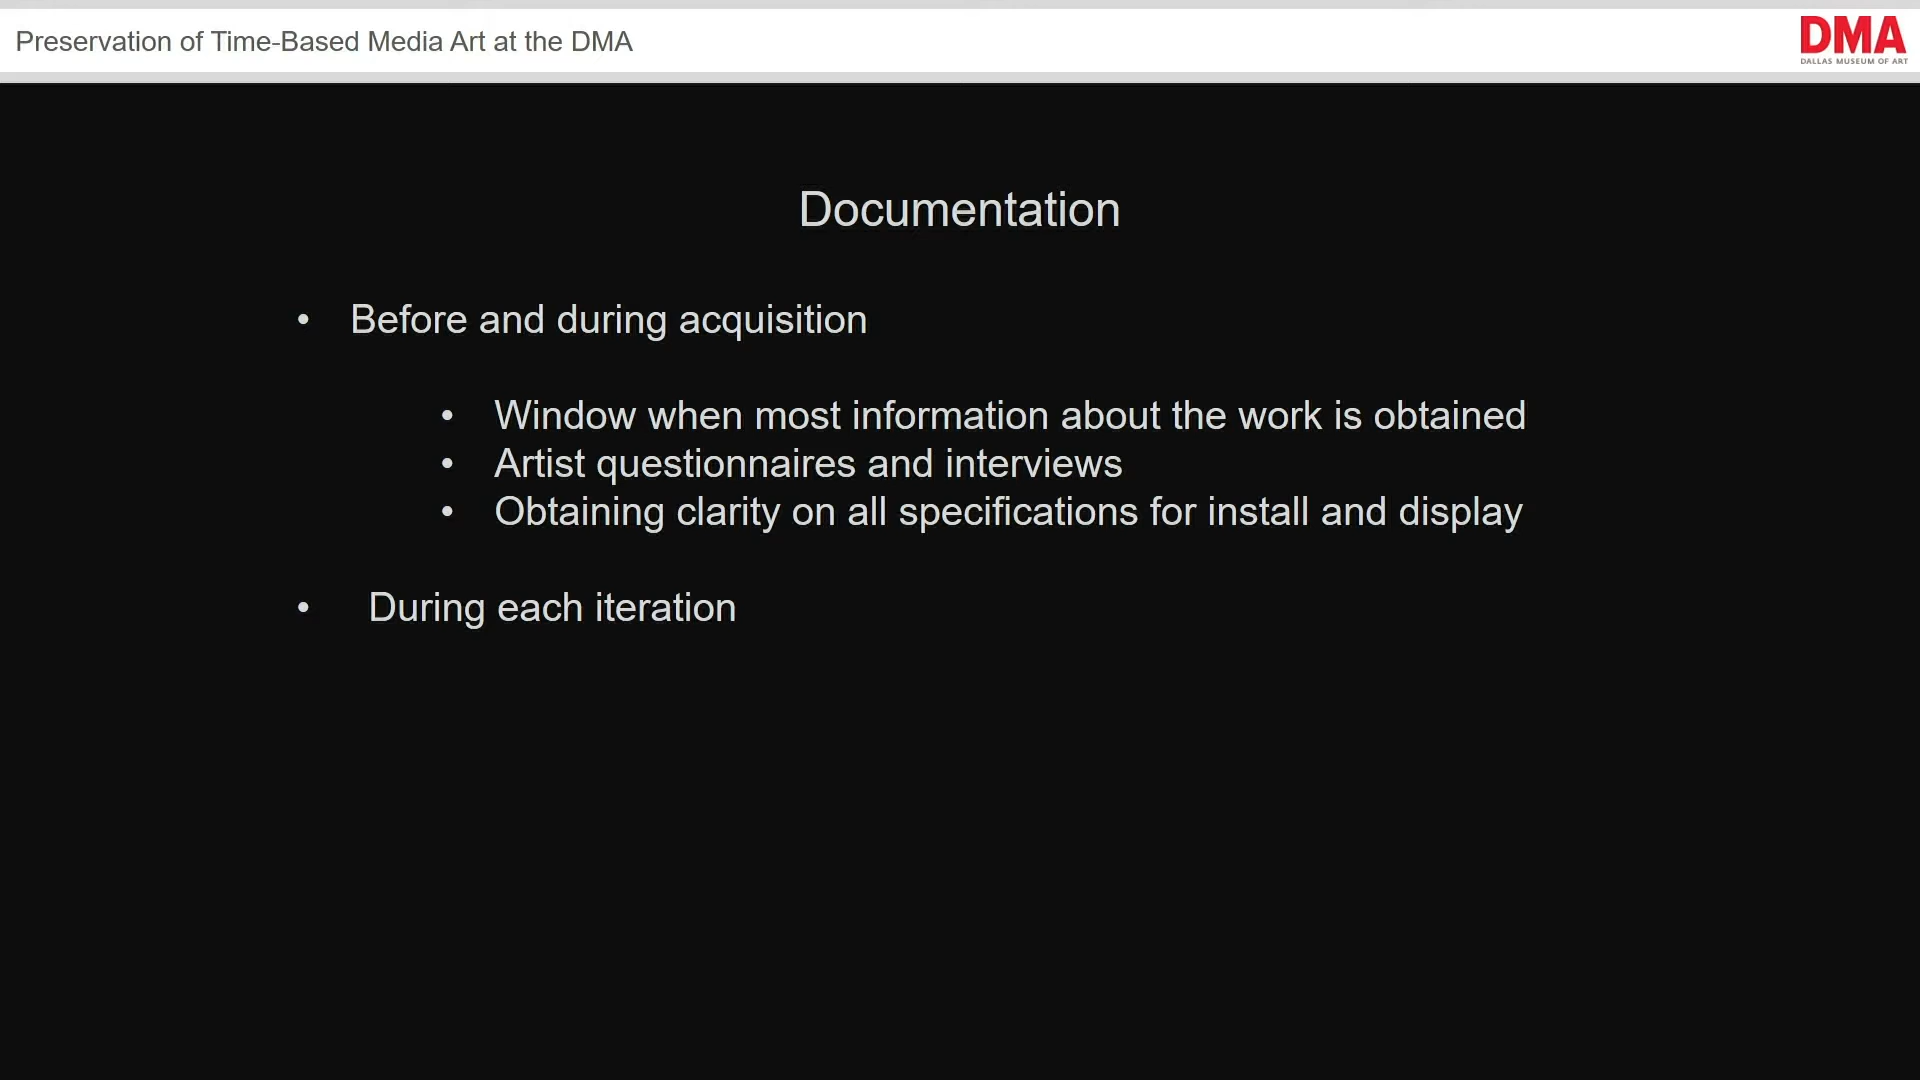 Preservation of Time-Based Media Art at the DMA
DMA
DALLAS MUSEUM OF ART
Documentation
• Before and during acquisition
• Window when most information about the work is obtained
• Artist questionnaires and interviews
• Obtaining clarity on all specifications for install and display
• During each iteration